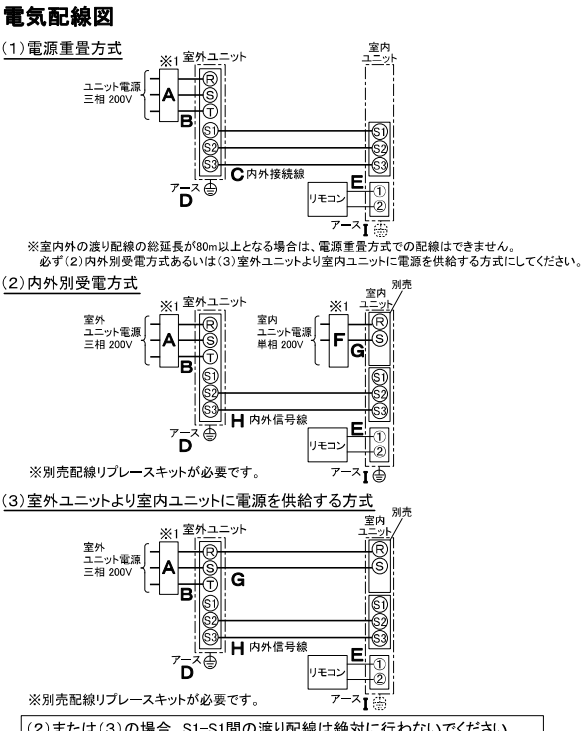 電気配線図
(1)電源重畳方式
※1 室外ユニット
室内
ユニット
ユニット電源
三相 200V
A
B
R
S
T
S1
S2
S3
S1
S2
S3
C 内外接続線
アース
D
E
リモコン
①
②
アース I
※室内外の渡り配線の総延長が80m以上となる場合は、電源重畳方式での配線はできません。
必ず(2)内外別受電方式あるいは(3)室外ユニットより室内ユニットに電源を供給する方式にしてください。
(2)内外別受電方式
※1 室外ユニット
※1
室内
ユニット
別売
室外
ユニット電源
三相 200V
A
B
R
S
T
S1
S2
S3
室内
ユニット電源
単相 200V
F
G
R
S
S1
S2
S3
H 内外信号線
アース
D
E
リモコン
①
②
アース I
※別売配線リプレースキットが必要です。
(3)室外ユニットより室内ユニットに電源を供給する方式
※1 室外ユニット
室内
ユニット
別売
室外
ユニット電源
三相 200V
A
B
R
S
T
S1
S2
S3
G
R
S
S1
S2
S3
H 内外信号線
アース
D
E
リモコン
①
②
アース I
※別売配線リプレースキットが必要です。
(2)または(3)の場合、S1-S1間の渡り配線は絶対に行わないでください